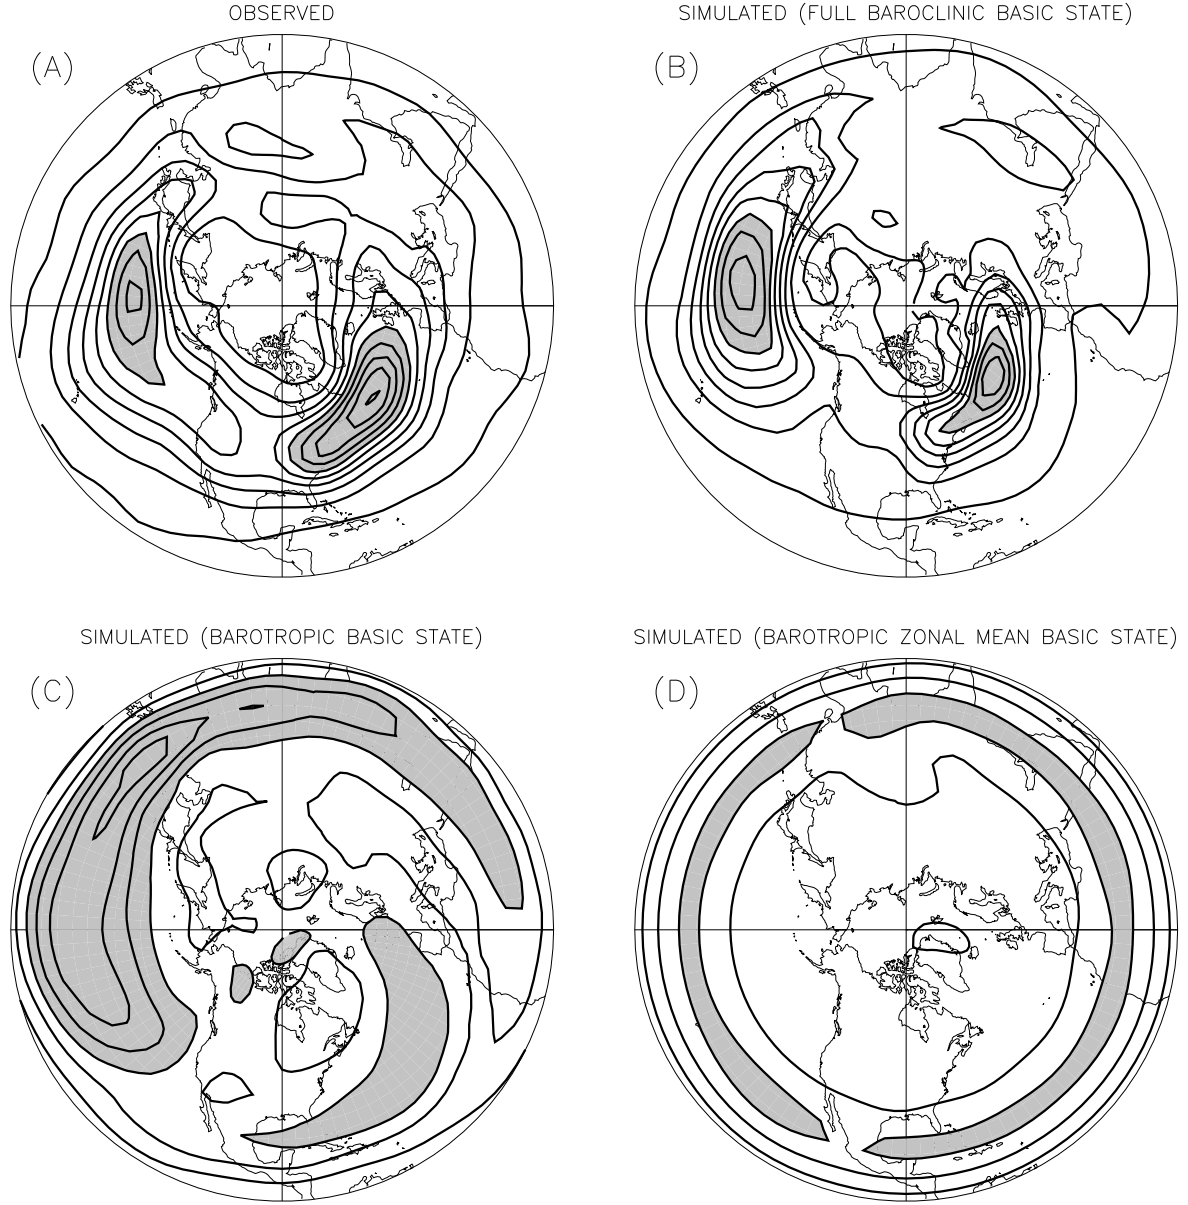 OBSERVED
SIMULATED (FULL BAROCLINIC BASIC STATE)
(A)
(B)
SIMULATED (BAROTROPIC BASIC STATE)
SIMULATED (BAROTROPIC ZONAL MEAN BASIC STATE)
(C)
(D)